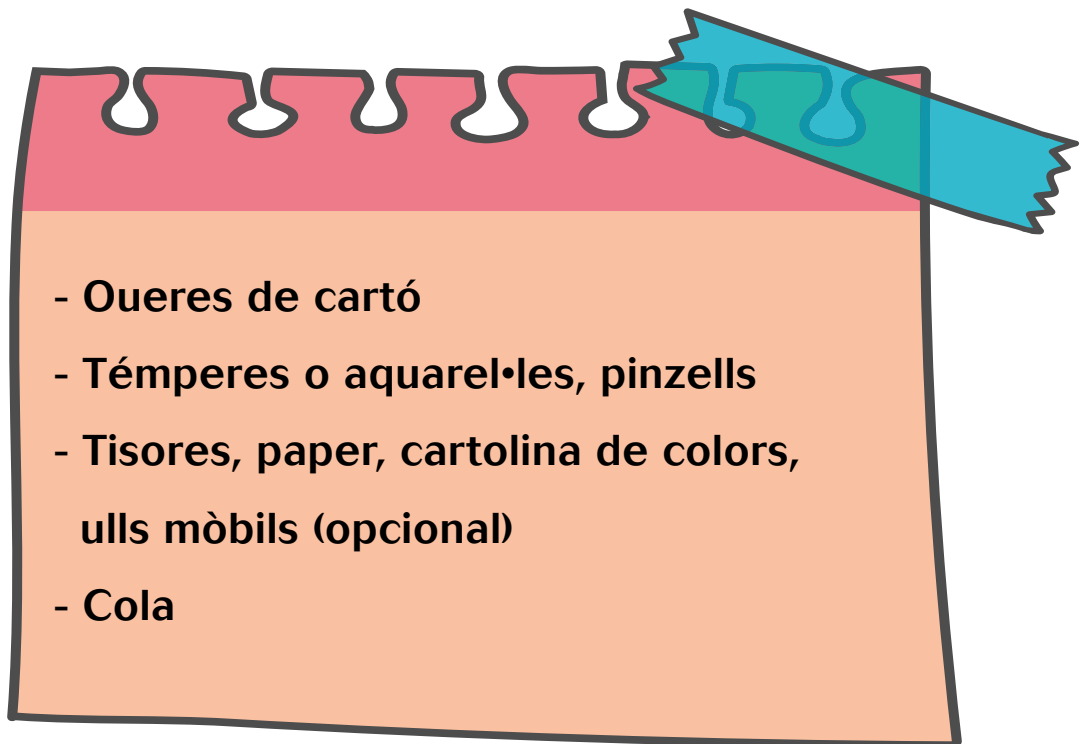 - Oueres de cartó
- Témperes o aquarel•les, pinzells
- Tisores, paper, cartolina de colors,
ulls mòbils (opcional)
- Cola